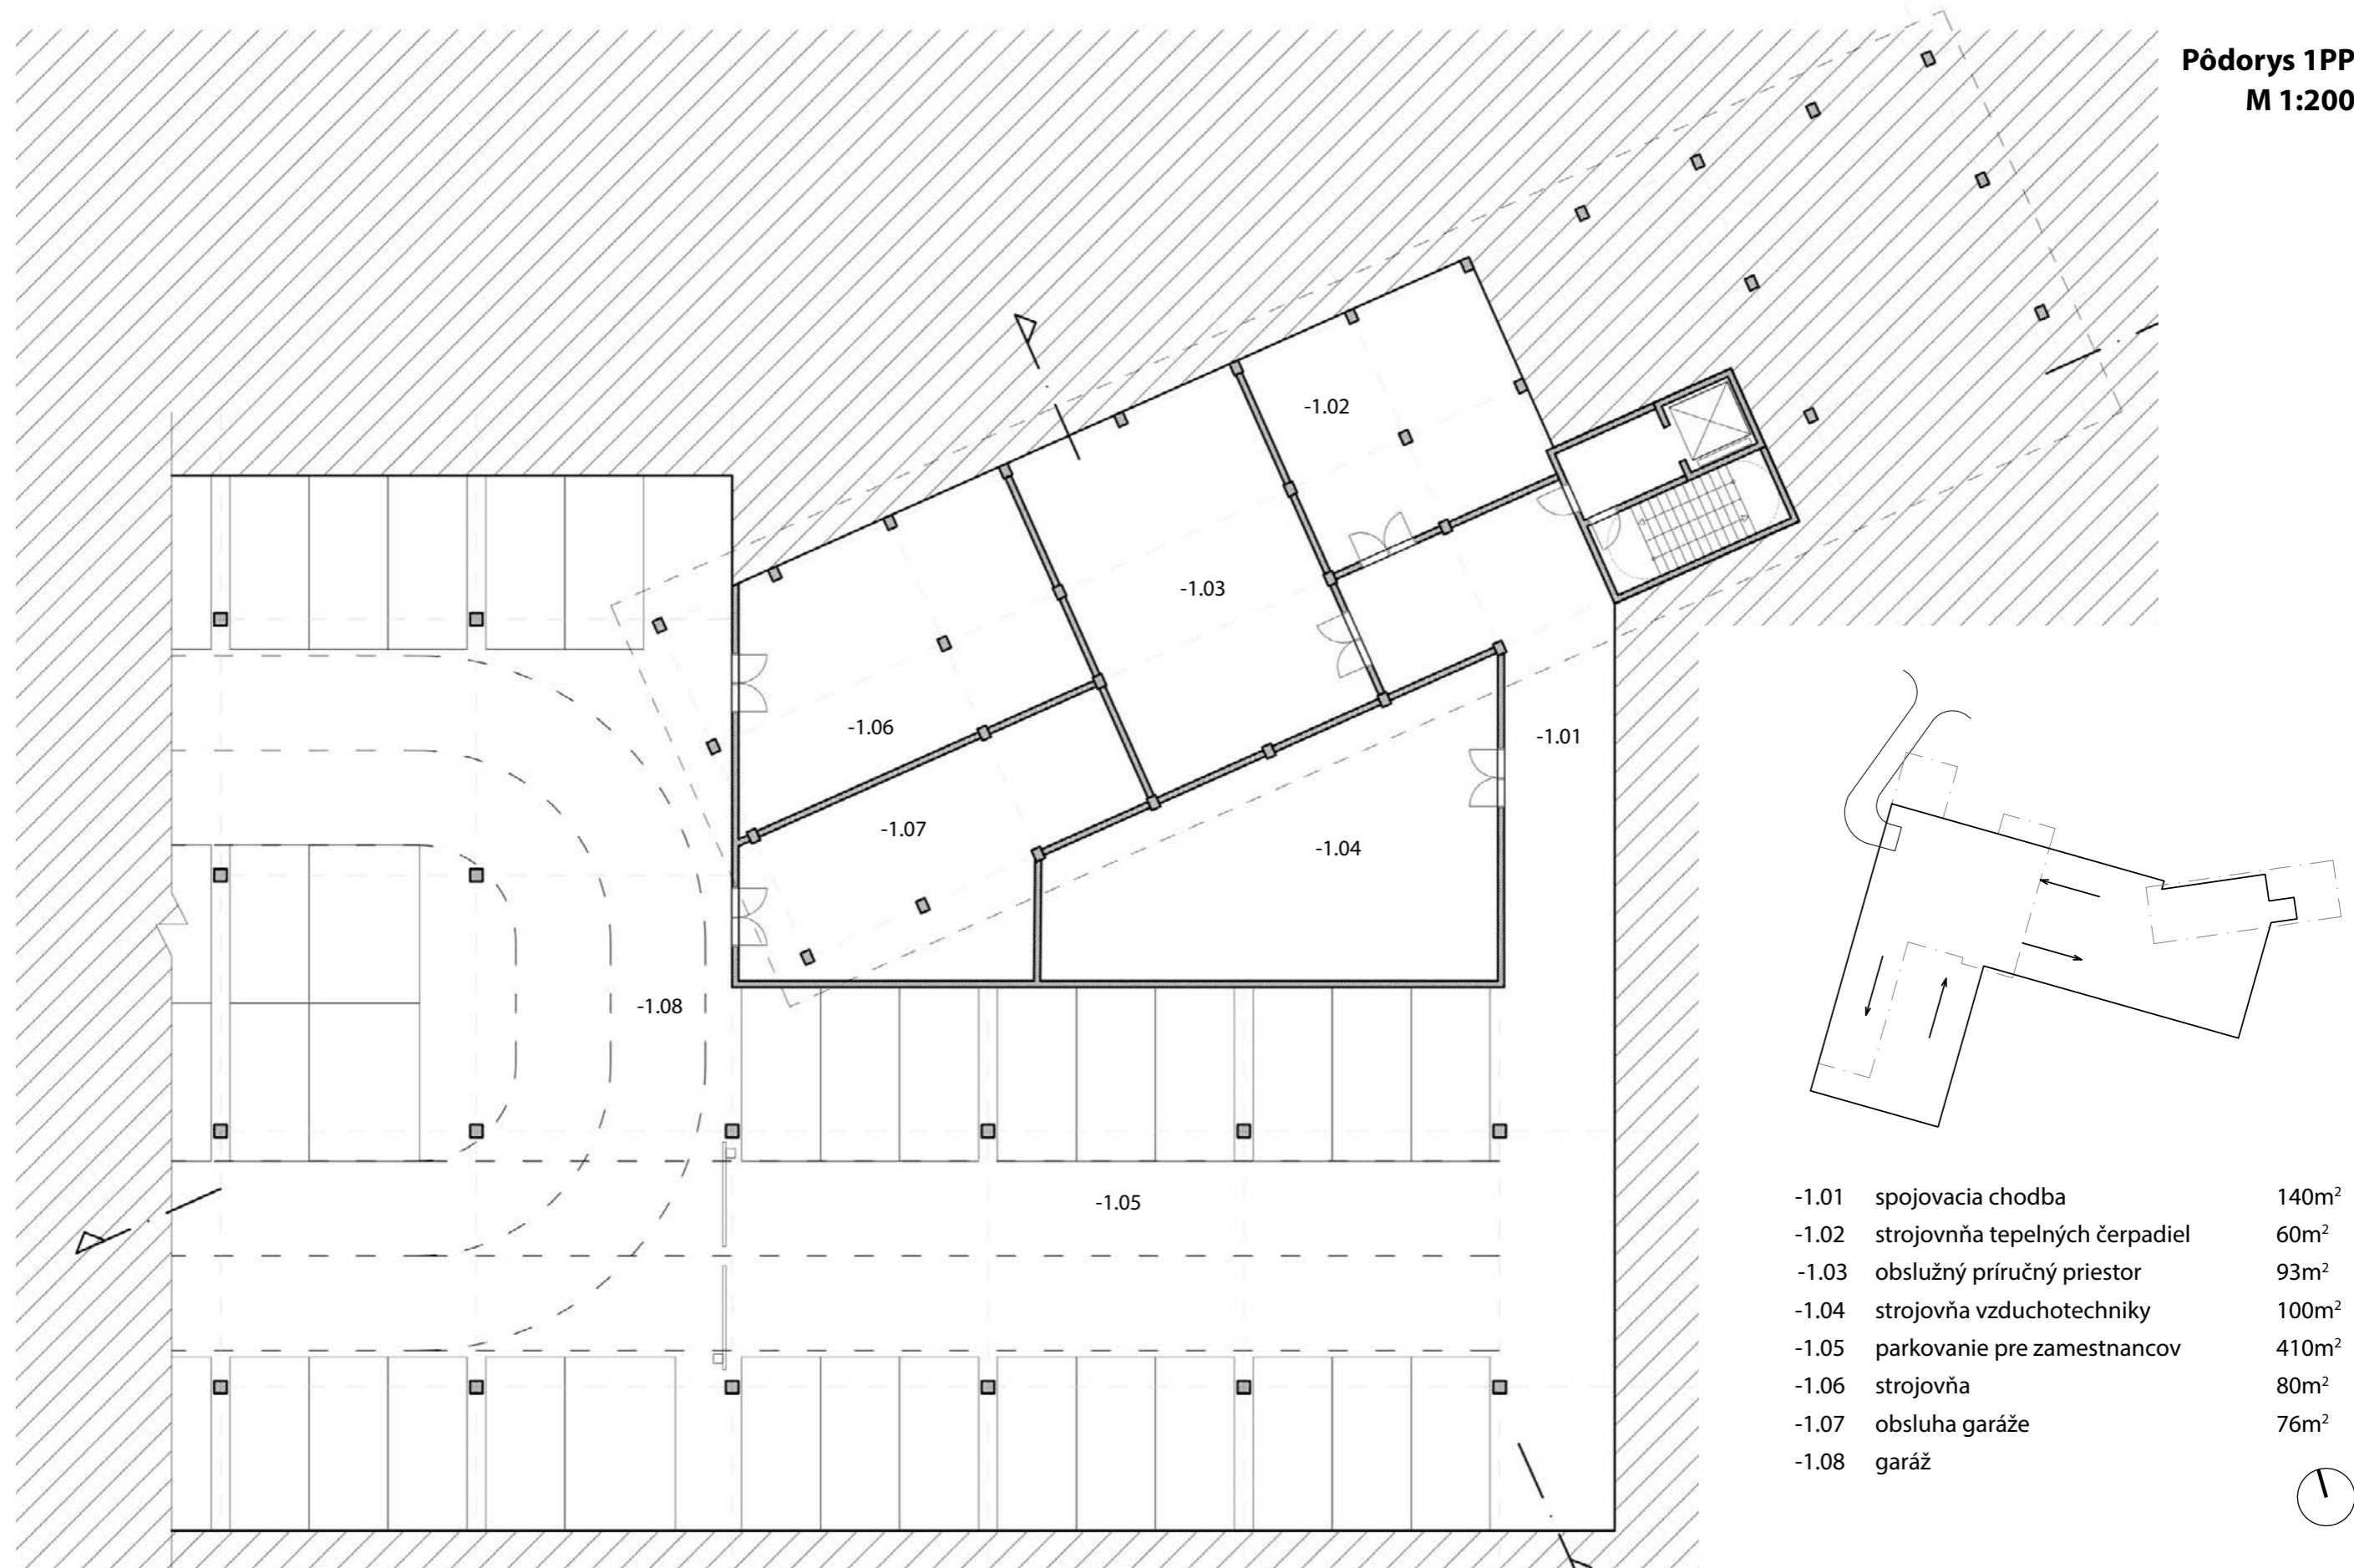 Pôdorys 1PP
M 1:200
-1.02
-1.03
-1.06
-1.01
-1.07
-1.04
-1.08
-1.05
-1.01 spojovacia chodba 140m²
-1.02 strojovnňa tepelných čerpadiel 60m²
-1.03 obslužný príručný priestor 93m²
-1.04 strojovňa vzduchotechniky 100m²
-1.05 parkovanie pre zamestnancov 410m²
-1.06 strojovňa 80m²
-1.07 obsluha garáže 76m²
-1.08 garáž